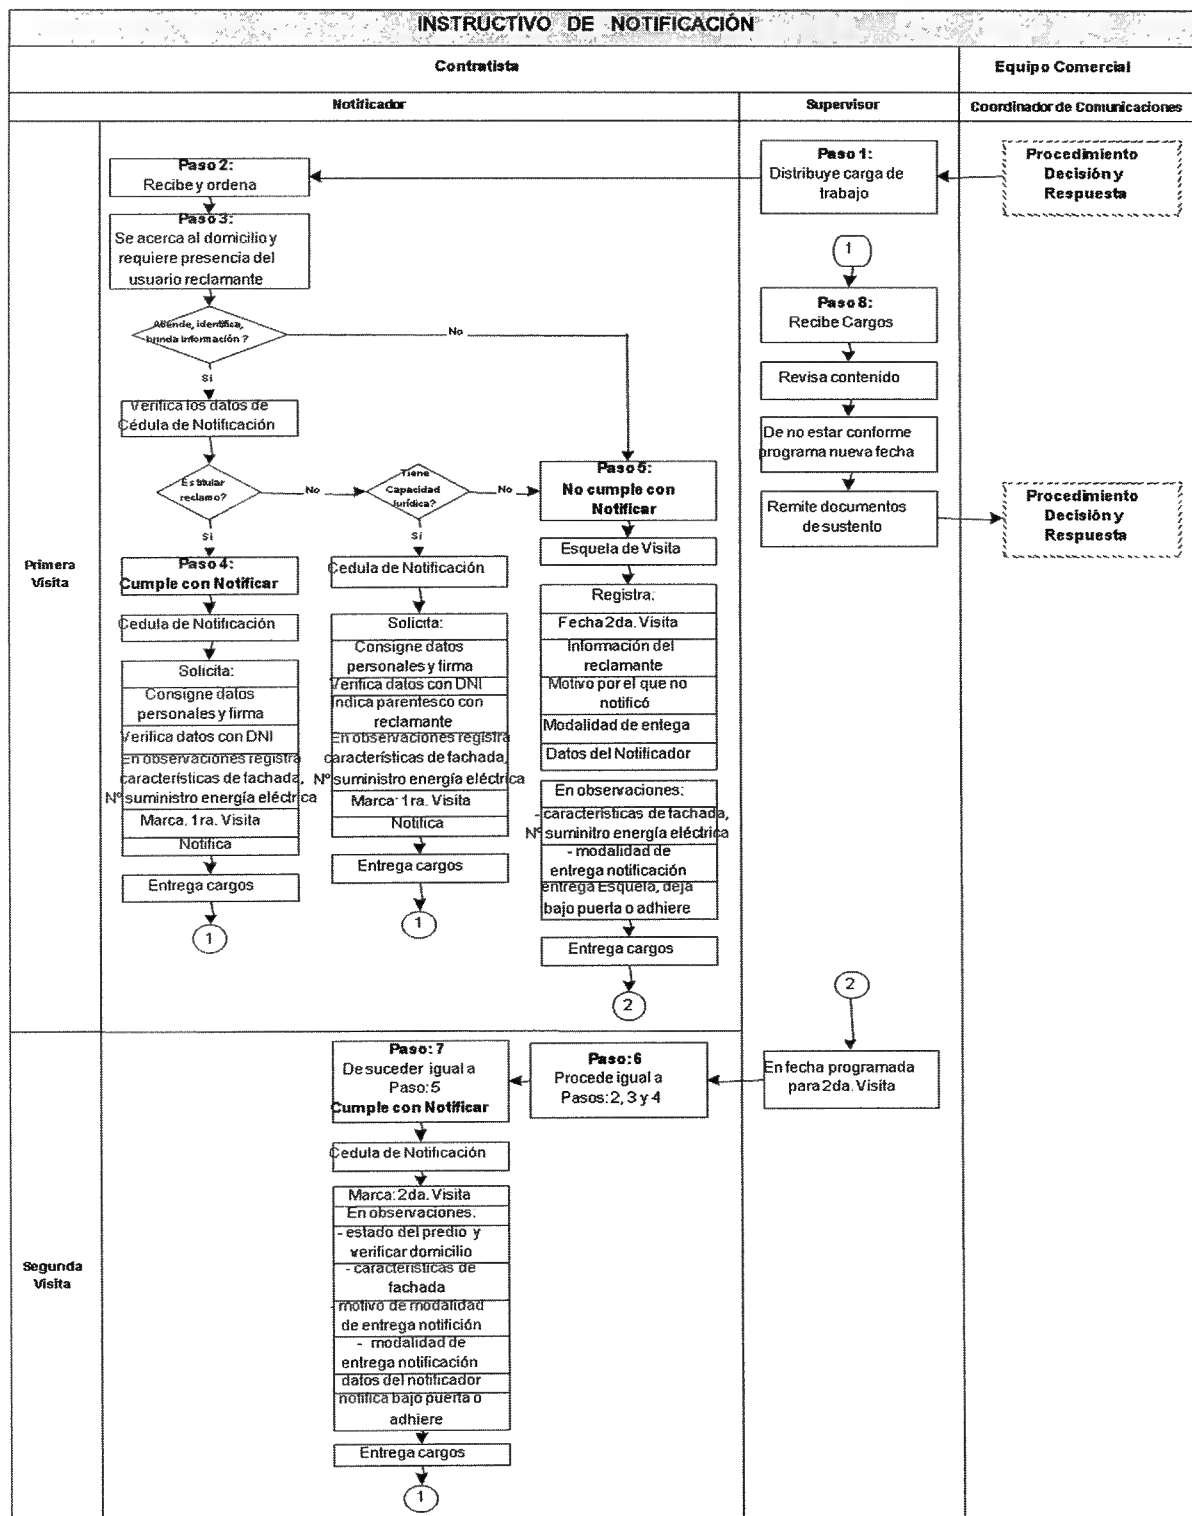 INSTRUCTIVO DE NOTIFICACIÓN
Contratista
Equipo Comercial
Notificador
Supervisor
Coordinador de Comunicaciones
Primera
Visita
Paso 2:
Recibe y ordena
Paso 1:
Distribuye carga de
trabajo
Procedimiento
Decisión y
Respuesta
Paso 3:
Se acerca al domicilio y
requiere presencia del
usuario reclamante
Atiende, identifica,
brinda información ?
No
Si
Verifica los datos de
Cédula de Notificación
Es titular
reclamo?
No
Tiene
Capacidad
Jurídica?
No
Si
Si
Paso 4:
Cumple con Notificar
Cedula de Notificación
Solicita:
Consigne datos
personales y firma
Verifica datos con DNI
En observaciones registra
características de fachada,
Nº suministro energía eléctrica
Marca. 1ra. Visita
Notifica
Entrega cargos
1
Cedula de Notificación
Solicita:
Consigne datos
personales y firma
Verifica datos con DNI
Indica parentesco con
reclamante
En observaciones registra
características de fachada,
Nº suministro energía eléctrica
Marca: 1ra. Visita
Notifica
Entrega cargos
1
Paso 5:
No cumple con
Notificar
Esquela de Visita
Registra:
Fecha 2da. Visita
Información del
reclamante
Motivo por el que no
notificó
Modalidad de entega
Datos del Notificador
En observaciones:
- características de fachada,
Nº suminitro energía eléctrica
- modalidad de
entrega notificación
entrega Esquela, deja
bajo puerta o adhiere
Entrega cargos
2
1
Paso 8:
Recibe Cargos
Revisa contenido
De no estar conforme
programa nueva fecha
Remite documentos
de sustento
Procedimiento
Decisión y
Respuesta
2
Segunda
Visita
En fecha programada
para 2da. Visita
Paso: 6
Procede igual a
Pasos: 2, 3 y 4
Paso: 7
De suceder igual a
Paso: 5
Cumple con Notificar
Cedula de Notificación
Marca: 2da. Visita
En observaciones.
- estado del predio y
verificar domicilio
- características de
fachada
- motivo de modalidad
de entrega notifición
- modalidad de
entrega notificación
datos del notificador
notifica bajo puerta o
adhiere
Entrega cargos
1